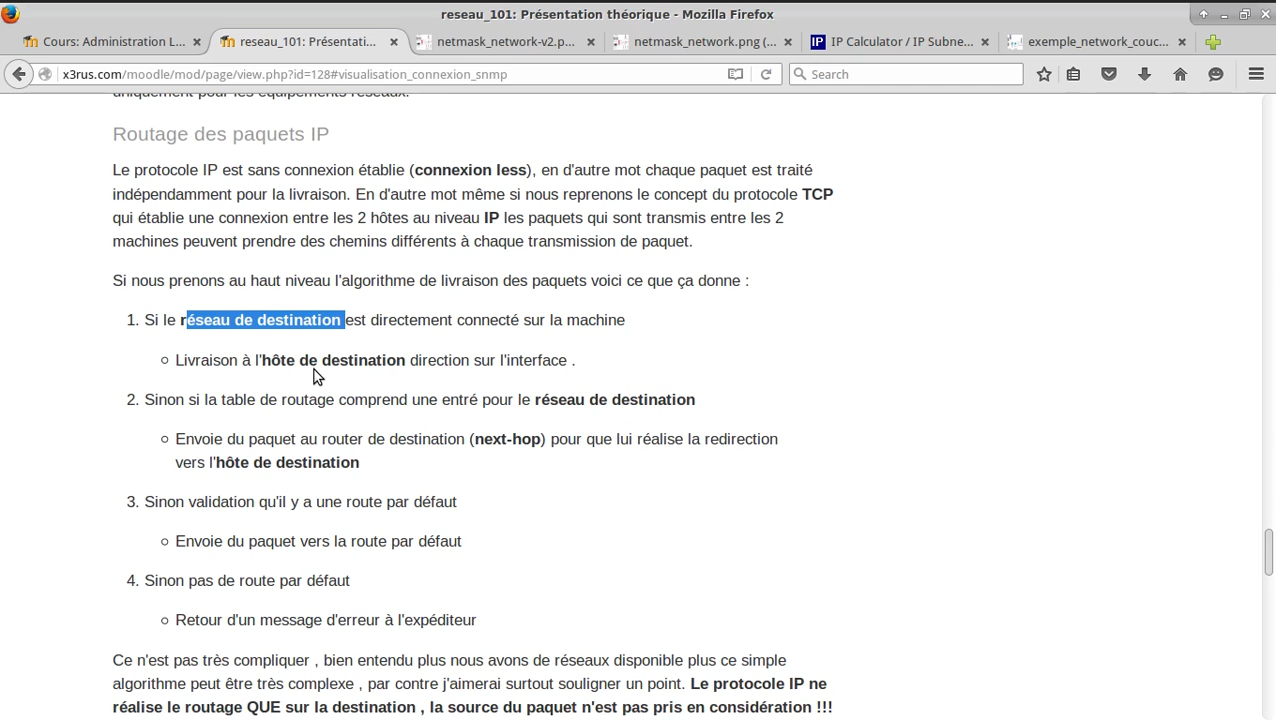 reseau_101: Présentation théorique - Mozilla Firefox
Cours: Administration L...
reseau_101: Présentati...
netmask_network-v2.p...
netmask_network.png (...
IP
IP Calculator / IP Subne...
exemple_network_couc...
x3rus.com/moodle/mod/page/view.php?id=128#visualisation_connexion_snmp
Search
uniquement pour les équipements réseaux.
Routage des paquets IP
Le protocole IP est sans connexion établie (connexion less), en d'autre mot chaque paquet est traité
indépendamment pour la livraison. En d'autre mot même si nous reprenons le concept du protocole TCP
qui établie une connexion entre les 2 hôtes au niveau IP les paquets qui sont transmis entre les 2
machines peuvent prendre des chemins différents à chaque transmission de paquet.
Si nous prenons au haut niveau l'algorithme de livraison des paquets voici ce que ça donne :
1. Si le réseau de destination est directement connecté sur la machine
Livraison à l'hôte de destination direction sur l'interface .
2. Sinon si la table de routage comprend une entré pour le réseau de destination
Envoie du paquet au router de destination (next-hop) pour que lui réalise la redirection
vers l'hôte de destination
3. Sinon validation qu'il y a une route par défaut
Envoie du paquet vers la route par défaut
4. Sinon pas de route par défaut
Retour d'un message d'erreur à l'expéditeur
Ce n'est pas très compliquer , bien entendu plus nous avons de réseaux disponible plus ce simple
algorithme peut être très complexe , par contre j'aimerai surtout souligner un point. Le protocole IP ne
réalise le routage QUE sur la destination , la source du paquet n'est pas pris en considération !!!